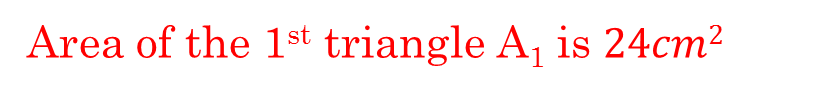 Area of the 1ˢᵗ triangle A₁ is 24cm²